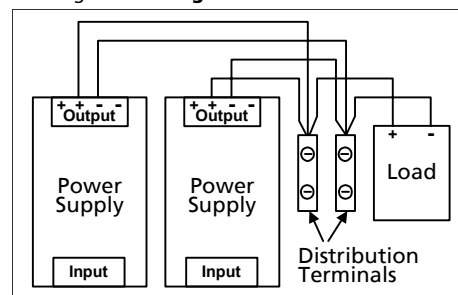 + + - -
Output
Power
Supply
Input
+ + - -
Output
Power
Supply
Input
+ -
Load
Distribution
Terminals